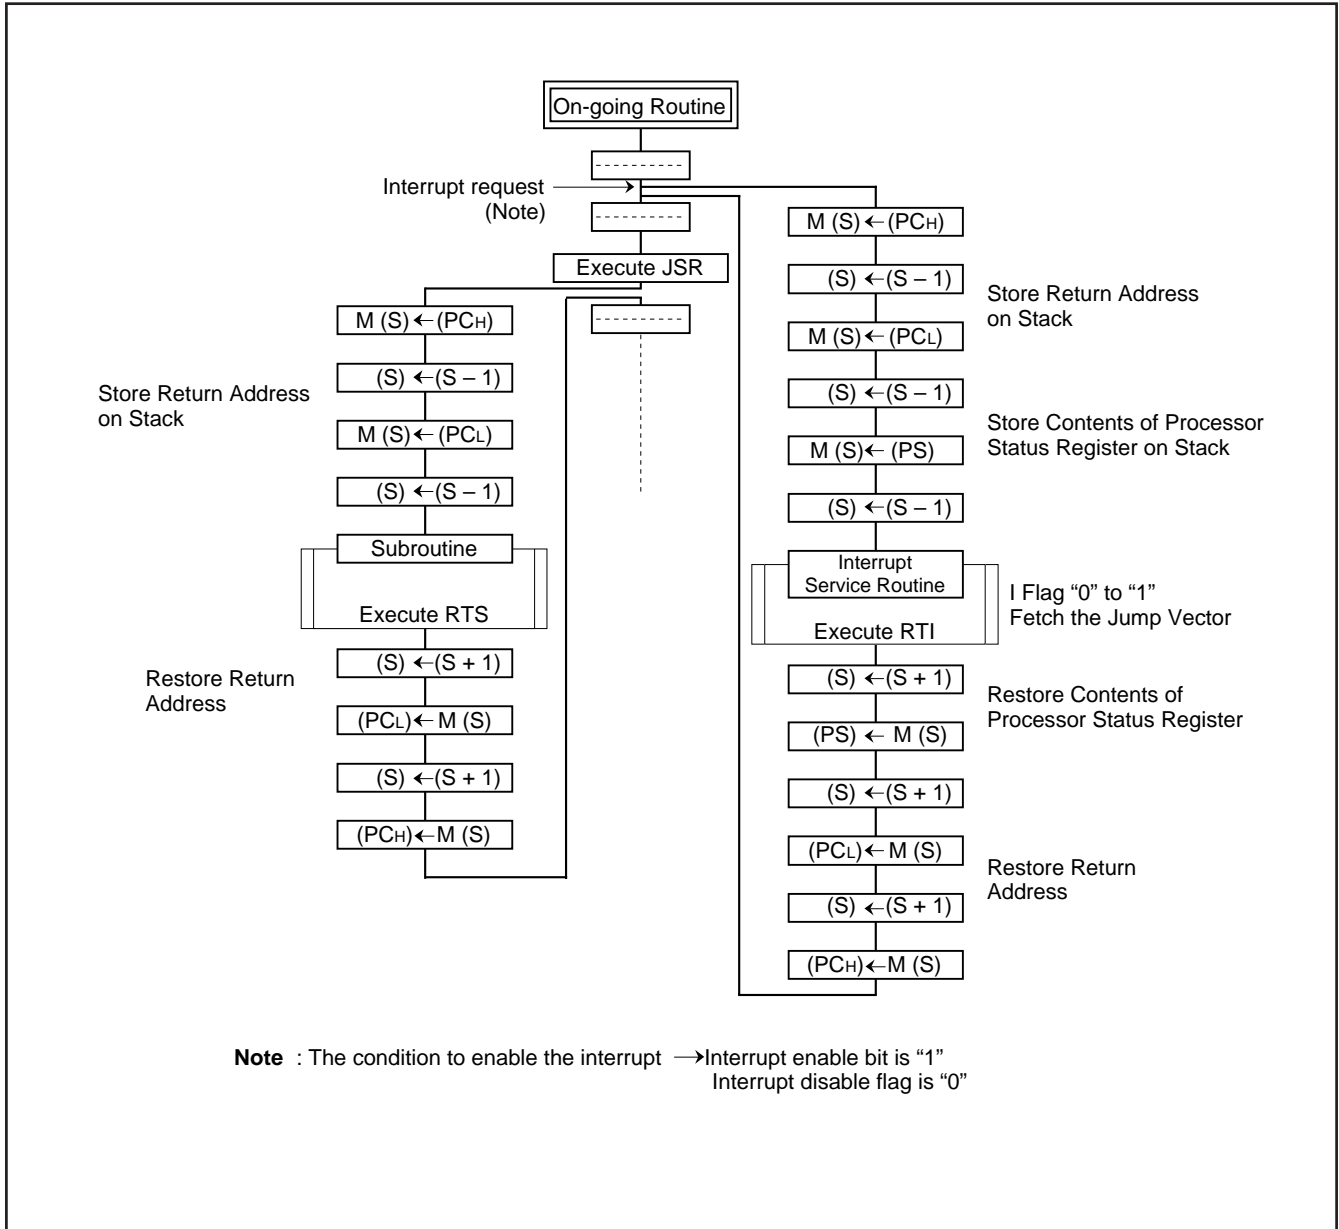 On-going Routine
Interrupt request
(Note)
Execute JSR
M (S) ← (PCH)
(S) ← (S – 1)
M (S) ← (PCL)
(S) ← (S – 1)
Store Return Address
on Stack
Subroutine
Execute RTS
(S) ← (S + 1)
(PCL) ← M (S)
(S) ← (S + 1)
(PCH) ← M (S)
Restore Return
Address
M (S) ← (PCH)
(S) ← (S – 1)
M (S) ← (PCL)
(S) ← (S – 1)
M (S) ← (PS)
(S) ← (S – 1)
Store Return Address
on Stack
Store Contents of Processor
Status Register on Stack
Interrupt
Service Routine
Execute RTI
I Flag “0” to “1”
Fetch the Jump Vector
(S) ← (S + 1)
(PS) ← M (S)
(S) ← (S + 1)
(PCL) ← M (S)
(S) ← (S + 1)
(PCH) ← M (S)
Restore Contents of
Processor Status Register
Restore Return
Address
Note : The condition to enable the interrupt → Interrupt enable bit is “1”
Interrupt disable flag is “0”